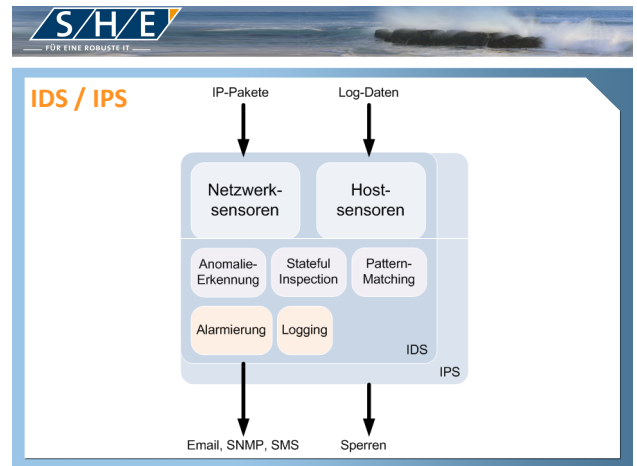 S/H/E/
FÜR EINE ROBUSTE IT
IDS / IPS
IP-Pakete
Log-Daten
Netzwerk-
sensoren
Host-
sensoren
Anomalie-
Erkennung
Stateful
Inspection
Pattern-
Matching
Alarmierung
Logging
IDS
IPS
Email, SNMP, SMS
Sperren